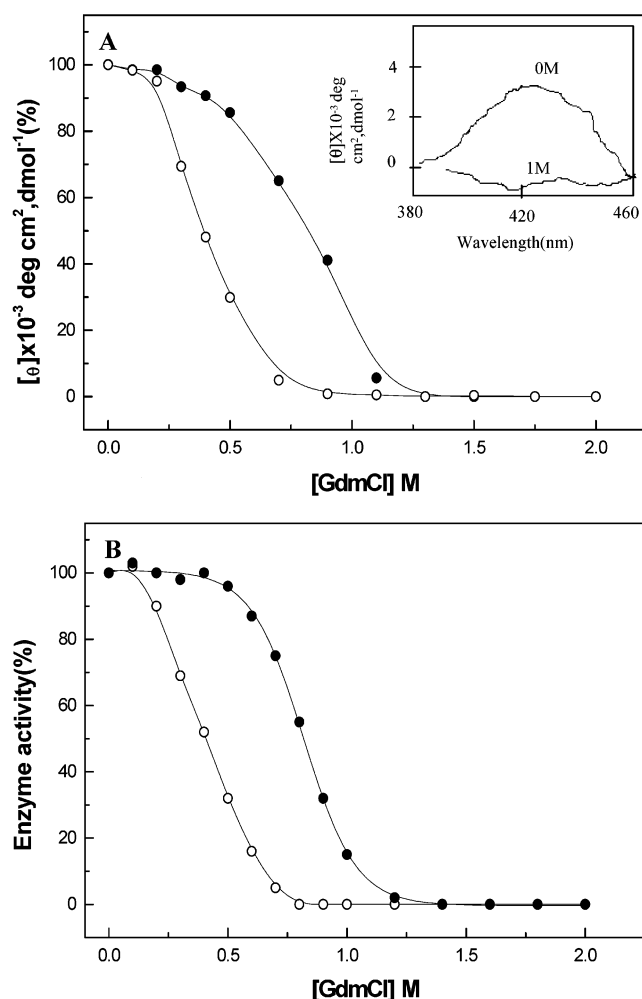 A
[θ]x10⁻³ deg cm²,dmol⁻¹(%)
100
80
60
40
20
0
0.0 0.5 1.0 1.5 2.0
[GdmCl] M
[θ]X10⁻³ deg
cm²,dmol⁻¹
4
2
0
0M
1M
380 420 460
Wavelength(nm)
B
Enzyme activity(%)
100
80
60
40
20
0
0.0 0.5 1.0 1.5 2.0
[GdmCl] M